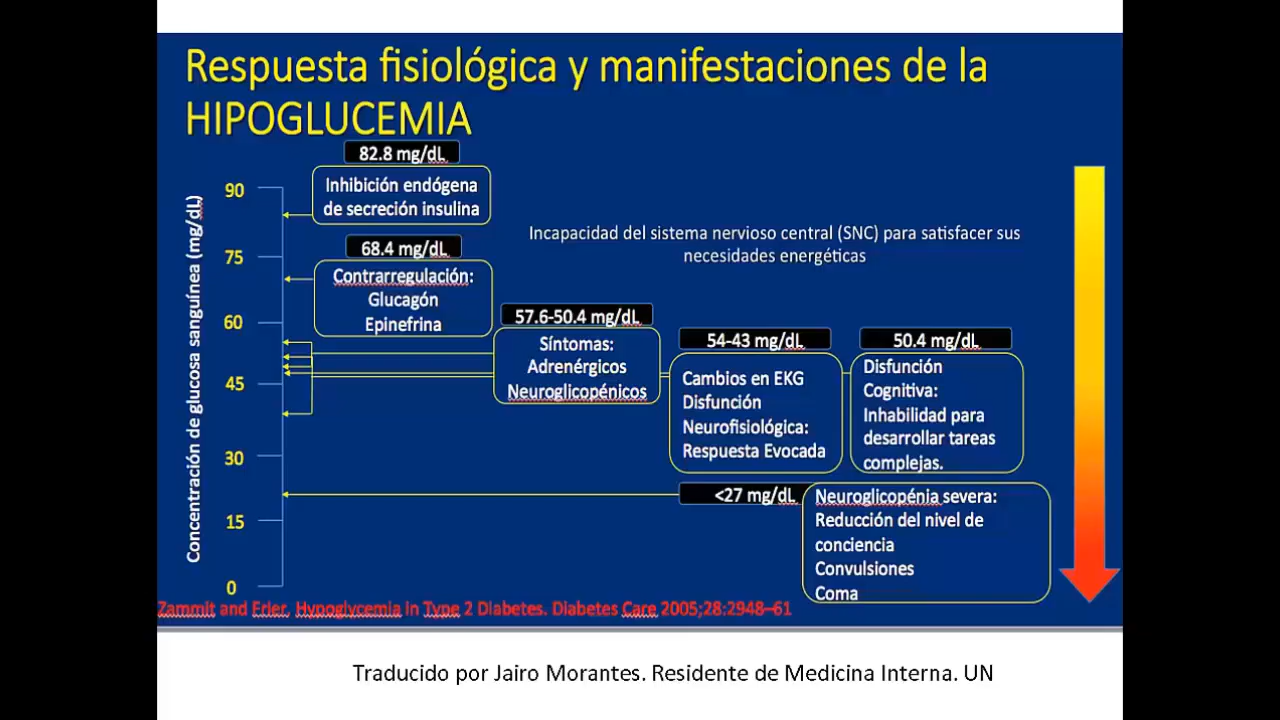 Respuesta fisiológica y manifestaciones de la
HIPOGLUCEMIA
82.8 mg/dL
Inhibición endógena
de secreción insulina
Concentración de glucosa sanguínea (mg/dL)
90
75
60
45
30
15
0
Incapacidad del sistema nervioso central (SNC) para satisfacer sus
necesidades energéticas
68.4 mg/dL
Contrarregulación:
Glucagón
Epinefrina
57.6-50.4 mg/dL
Síntomas:
Adrenérgicos
Neuroglicopénicos
54-43 mg/dL
Cambios en EKG
Disfunción
Neurofisiológica:
Respuesta Evocada
50.4 mg/dL
Disfunción
Cognitiva:
Inhabilidad para
desarrollar tareas
complejas.
<27 mg/dL
Neuroglicopénia severa:
Reducción del nivel de
conciencia
Convulsiones
Coma
Zammit and Frier. Hypoglycemia in Type 2 Diabetes. Diabetes Care 2005;28:2948–61
Traducido por Jairo Morantes. Residente de Medicina Interna. UN